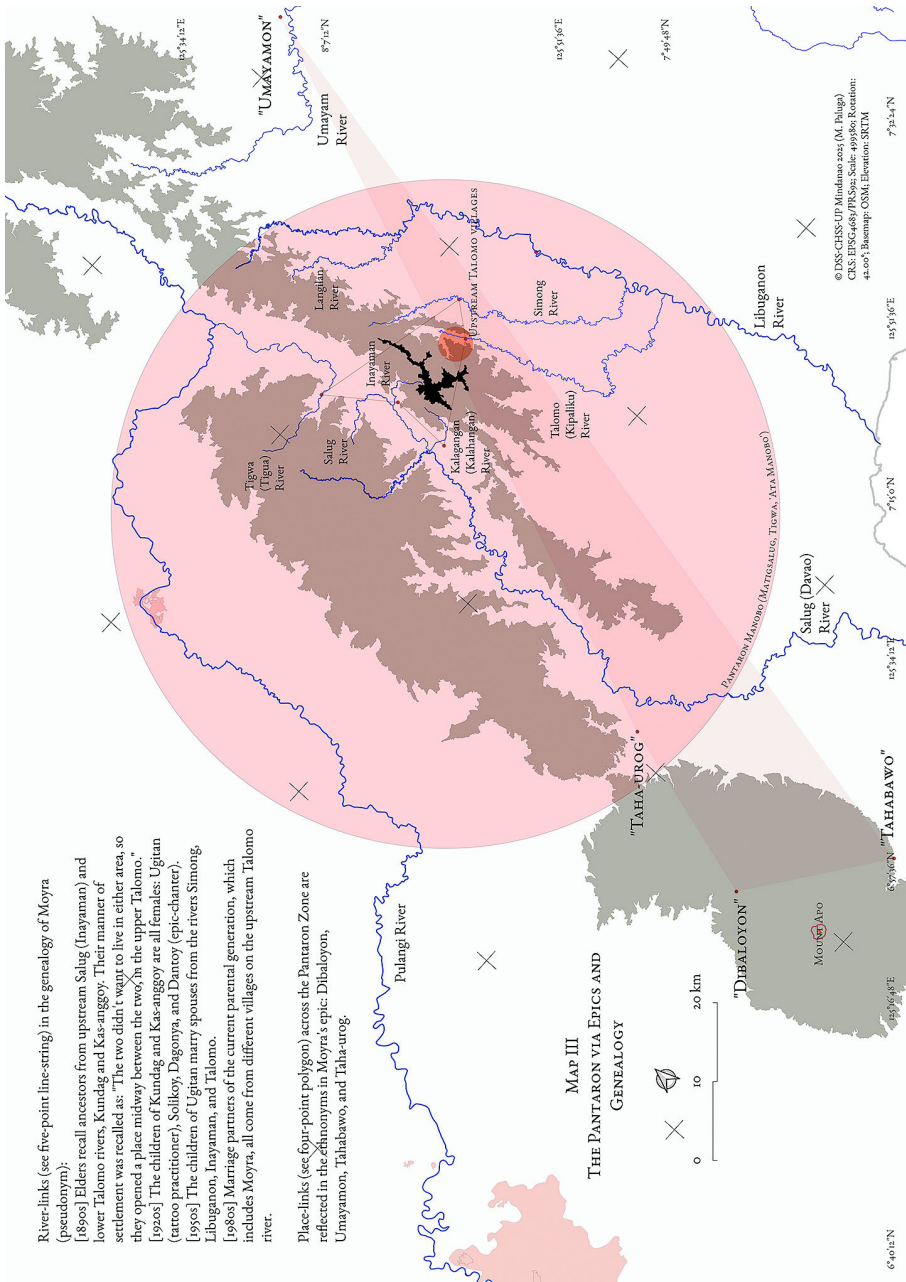 River-links (see five-point line-string) in the genealogy of Moyra
(pseudonym):
[1890s] Elders recall ancestors from upstream Salug (Inayaman) and
lower Talomo rivers, Kundag and Kas-anggoy. Their manner of
settlement was recalled as: "The two didn't want to live in either area, so
they opened a place midway between the two, in the upper Talomo."
[1920s] The children of Kundag and Kas-anggoy are all females: Ugitan
(tattoo practitioner), Solikoy, Dagonya, and Dantoy (epic-chanter).
[1950s] The children of Ugitan marry spouses from the rivers Simong,
Libuganon, Inayaman, and Talomo.
[1980s] Marriage partners of the current parental generation, which
includes Moyra, all come from different villages on the upstream Talomo
river.
Place-links (see four-point polygon) across the Pantaron Zone are
reflected in the ethnonyms in Moyra's epic: Dibaloyon,
Umayamon, Tahabawo, and Taha-urog.
Pulangi River
Map III
The Pantaron via Epics and
Genealogy
0 10 20 km
"Umayamon"
Umayam
River
Langilan
River
Tigwa
(Tigua)
River
Salug
River
Inayaman
River
Kalagangan
(Kalahangan)
River
Upstream Talomo villages
Simong
River
Talomo
(Kipaliku)
River
Libuganon
River
Pantaron Manobo (Matigsalug, Tigwa, 'Ata Manobo)
Salug (Davao)
River
"Taha-urog"
"Dibaloyon"
"Tahabawo"
Mount Apo
125°34'12"E
8°7'12"N
125°51'36"E
7°49'48"N
7°32'24"N
125°51'36"E
7°15'0"N
125°34'12"E
6°57'36"N
125°16'48"E
6°40'12"N
© DSS-CHSS-UP Mindanao 2025 (M. Paluga)
CRS: EPSG4683/PRS92; Scale: 499580; Rotation:
42.00°; Basemap: OSM; Elevation: SRTM